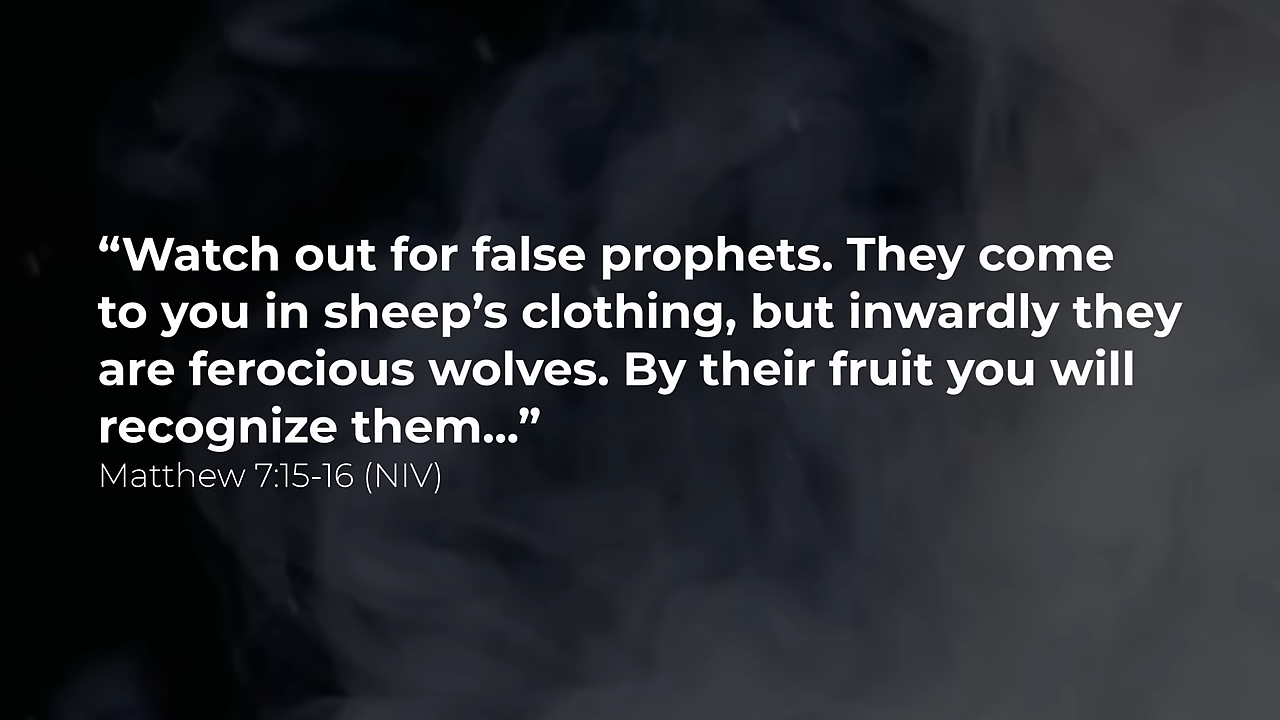 “Watch out for false prophets. They come
to you in sheep’s clothing, but inwardly they
are ferocious wolves. By their fruit you will
recognize them...”
Matthew 7:15-16 (NIV)